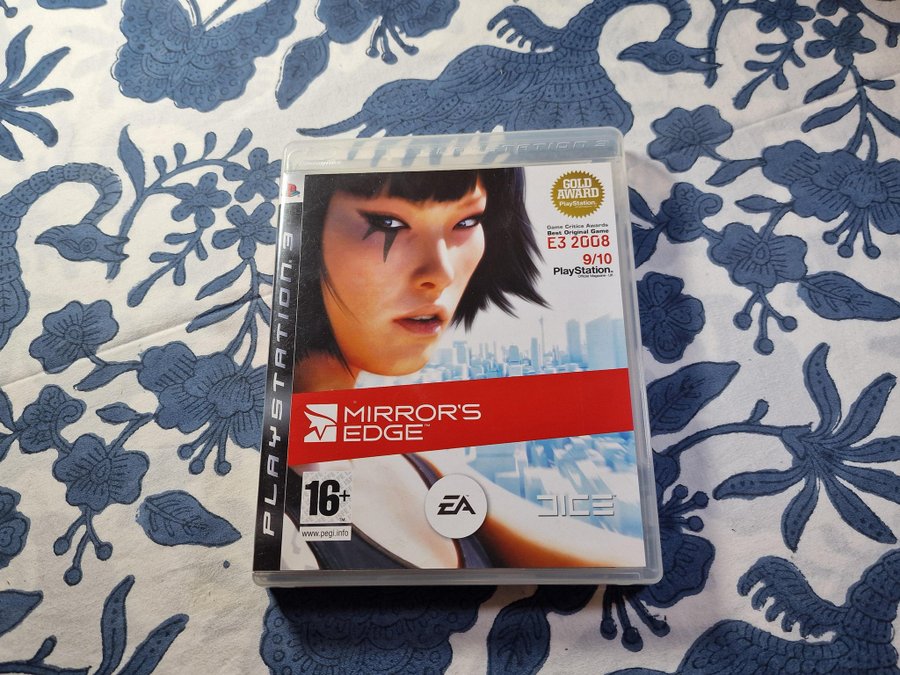 PLAYSTATION 3
PLAYSTATION 3
GOLD
AWARD
PlayStation.
Game Critics Awards
Best Original Game
E3 2008
9/10
PlayStation.
Official Magazine - UK
MIRROR'S
EDGE™
16+
www.pegi.info
EA
DICE